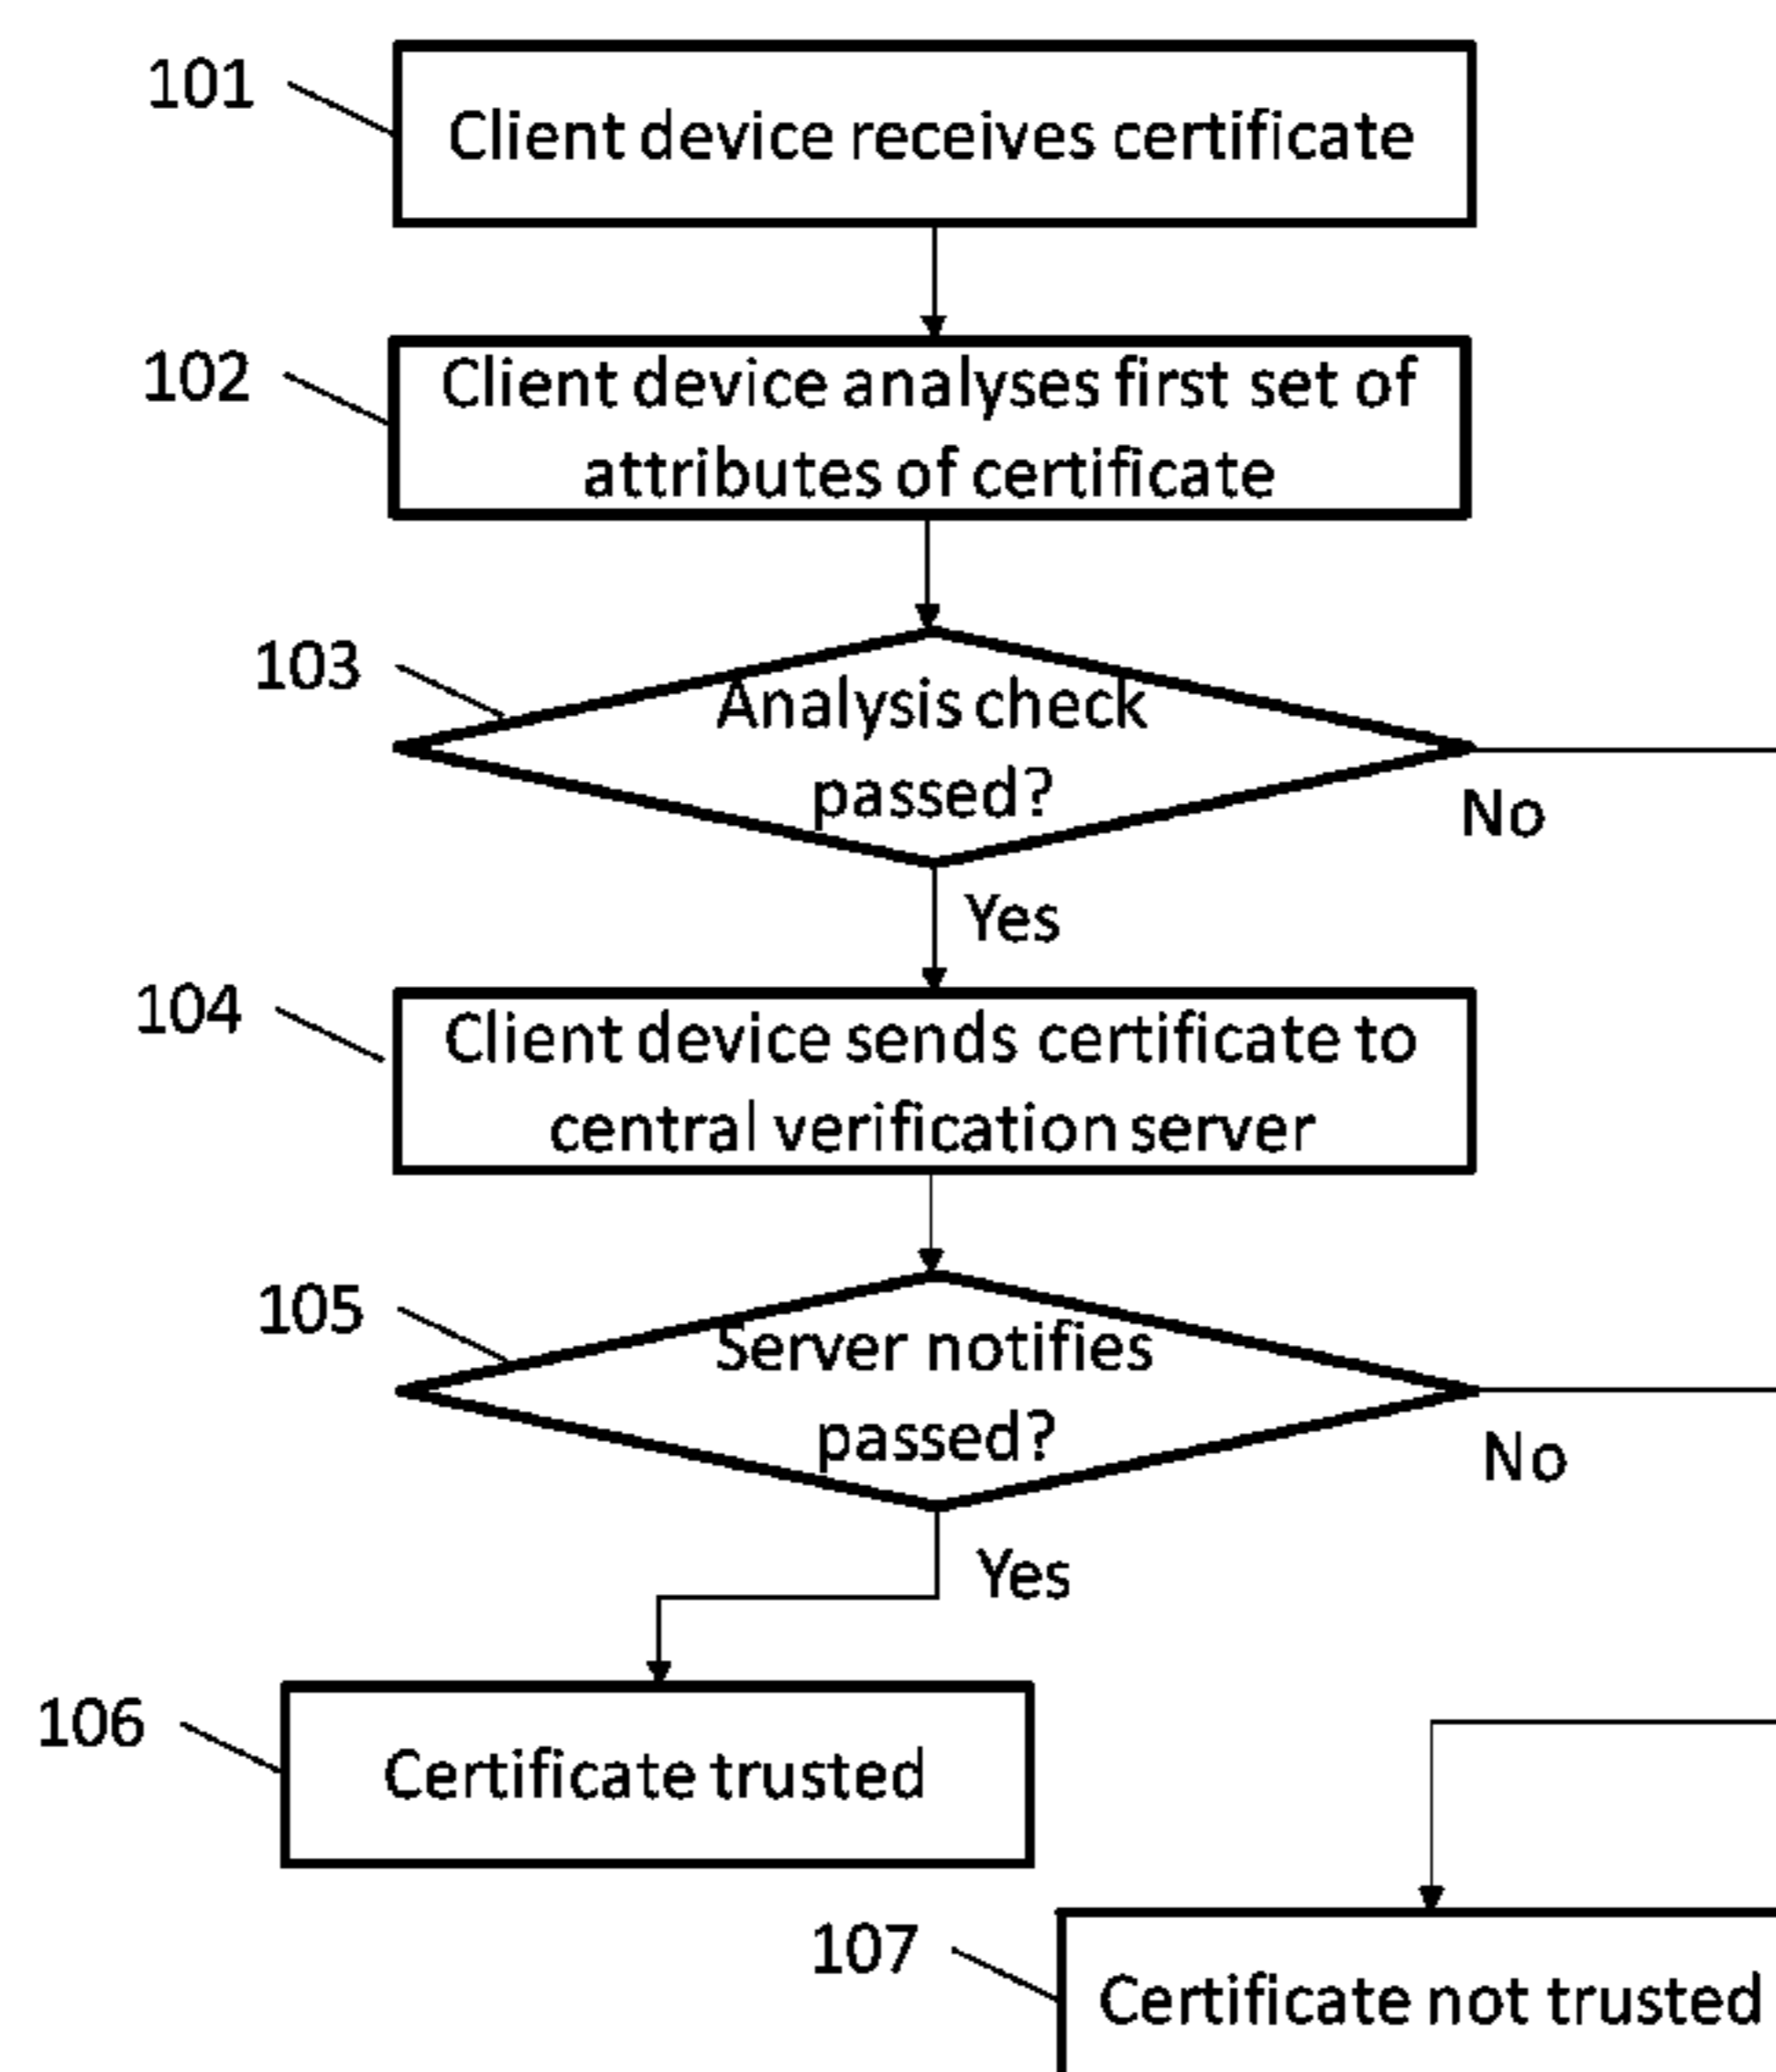 101
Client device receives certificate
102
Client device analyses first set of
attributes of certificate
103
Analysis check
passed?
No
Yes
104
Client device sends certificate to
central verification server
105
Server notifies
passed?
No
Yes
106
Certificate trusted
107
Certificate not trusted